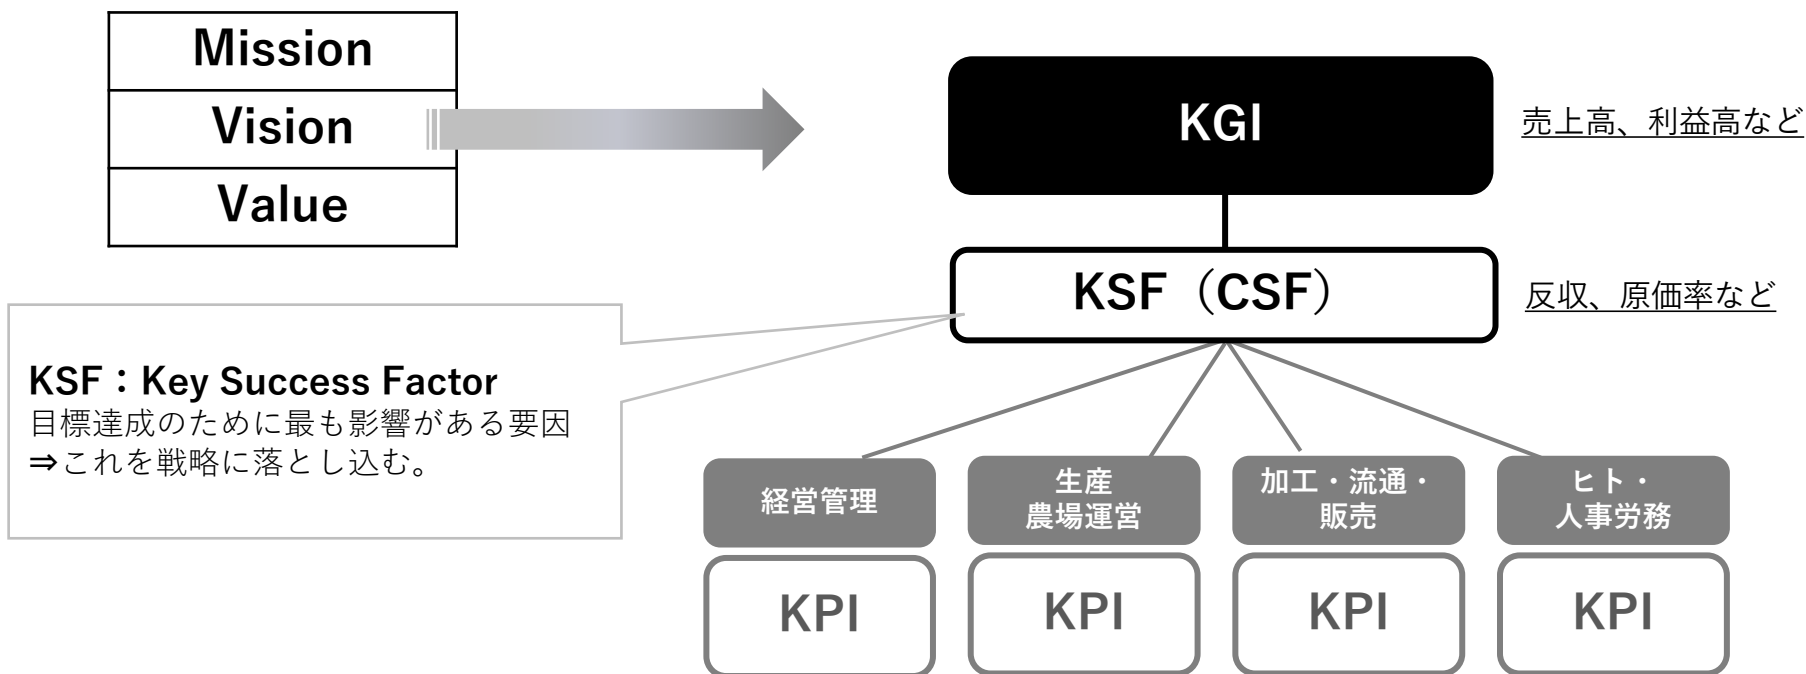 Mission
Vision
Value
KGI
売上高、利益高など
KSF（CSF）
反収、原価率など
KSF：Key Success Factor
目標達成のために最も影響がある要因
⇒これを戦略に落とし込む。
経営管理
生産
農場運営
加工・流通・
販売
ヒト・
人事労務
KPI
KPI
KPI
KPI